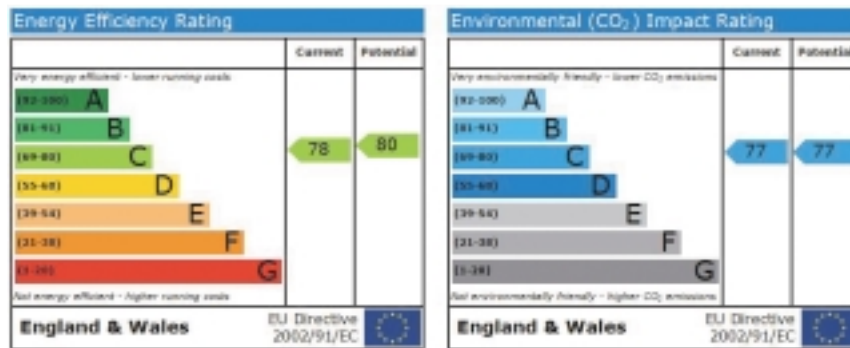 Energy Efficiency Rating
Current Potential
Very energy efficient - lower running costs
(92-100) A
(81-91) B
(69-80) C
(55-68) D
(39-54) E
(21-38) F
(1-20) G
78
80
Not energy efficient - higher running costs
England & Wales
EU Directive
2002/91/EC
Environmental (CO₂) Impact Rating
Current Potential
Very environmentally friendly - lower CO₂ emissions
(92-100) A
(81-91) B
(69-80) C
(55-68) D
(39-54) E
(21-38) F
(1-20) G
77
77
Not environmentally friendly - higher CO₂ emissions
England & Wales
EU Directive
2002/91/EC